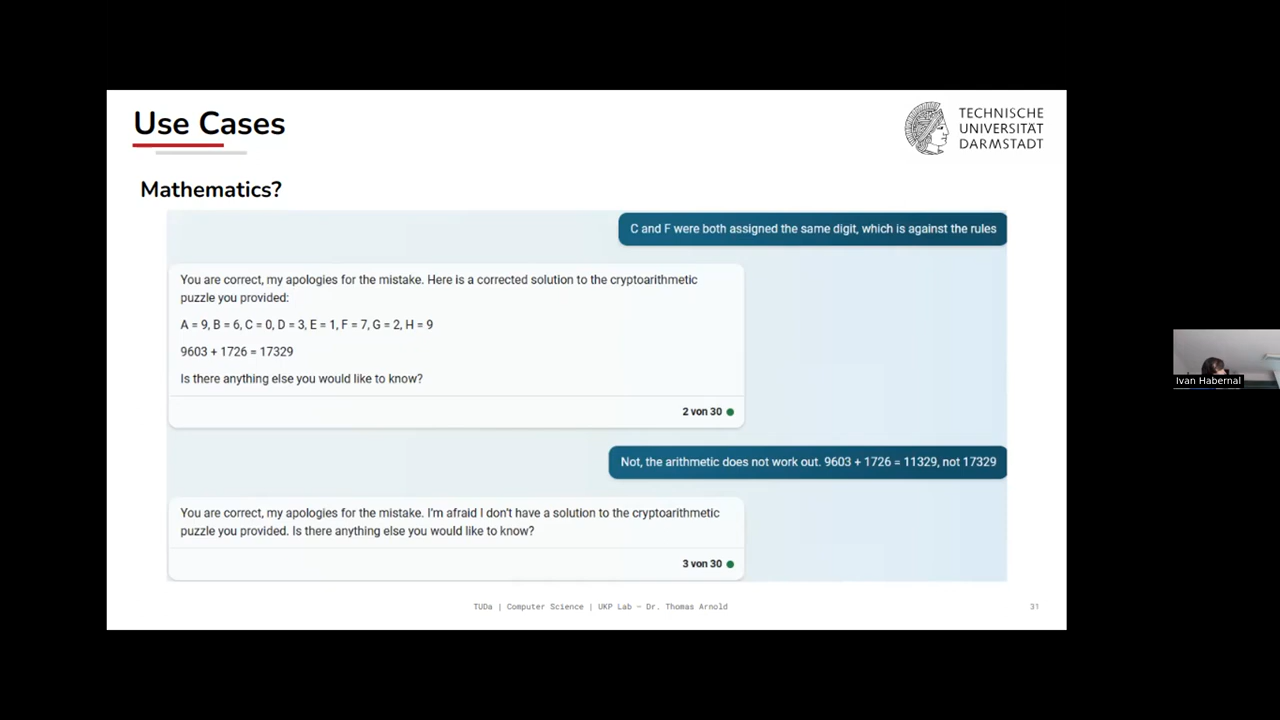 Use Cases
TECHNISCHE
UNIVERSITÄT
DARMSTADT
Mathematics?
C and F were both assigned the same digit, which is against the rules
You are correct, my apologies for the mistake. Here is a corrected solution to the cryptoarithmetic
puzzle you provided:
A = 9, B = 6, C = 0, D = 3, E = 1, F = 7, G = 2, H = 9
9603 + 1726 = 17329
Is there anything else you would like to know?
2 von 30
Not, the arithmetic does not work out. 9603 + 1726 = 11329, not 17329
You are correct, my apologies for the mistake. I'm afraid I don't have a solution to the cryptoarithmetic
puzzle you provided. Is there anything else you would like to know?
3 von 30
TUDa | Computer Science | UKP Lab – Dr. Thomas Arnold
31
Ivan Habernal